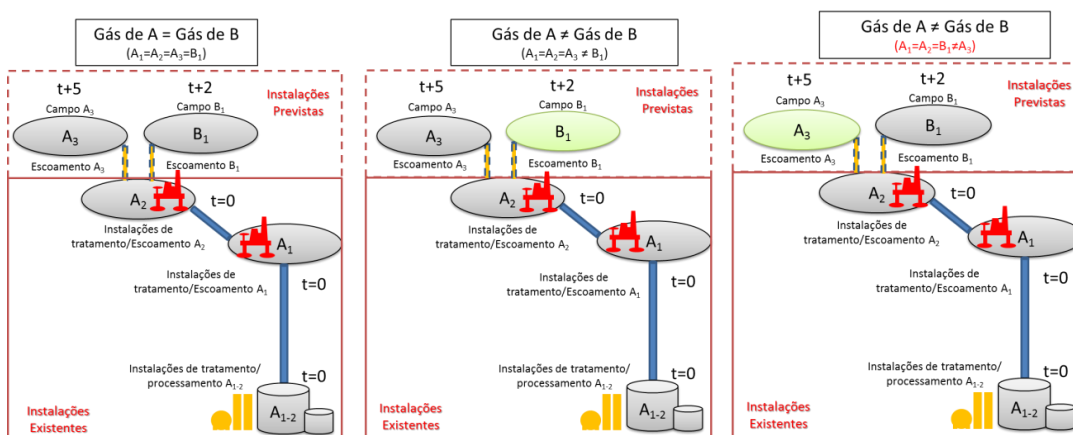 Gás de A = Gás de B
(A₁=A₂=A₃=B₁)
t+5
t+2
Instalações
Previstas
Campo A₃
Campo B₁
A₃
B₁
Escoamento A₃
Escoamento B₁
A₂
t=0
Instalações de
tratamento/Escoamento A₂
A₁
Instalações de
tratamento/Escoamento A₁
t=0
Instalações de tratamento/
processamento A₁₋₂
t=0
A₁₋₂
Instalações
Existentes
Gás de A ≠ Gás de B
(A₁=A₂=A₃ ≠ B₁)
t+5
t+2
Instalações
Previstas
Campo A₃
Campo B₁
A₃
B₁
Escoamento A₃
Escoamento B₁
A₂
t=0
Instalações de
tratamento/Escoamento A₂
A₁
Instalações de
tratamento/Escoamento A₁
t=0
Instalações de tratamento/
processamento A₁₋₂
t=0
A₁₋₂
Instalações
Existentes
Gás de A ≠ Gás de B
(A₁=A₂=B₁≠A₃)
t+5
t+2
Instalações
Previstas
Campo A₃
Campo B₁
A₃
B₁
Escoamento A₃
Escoamento B₁
A₂
t=0
Instalações de
tratamento/Escoamento A₂
A₁
Instalações de
tratamento/Escoamento A₁
t=0
Instalações de tratamento/
processamento A₁₋₂
t=0
A₁₋₂
Instalações
Existentes